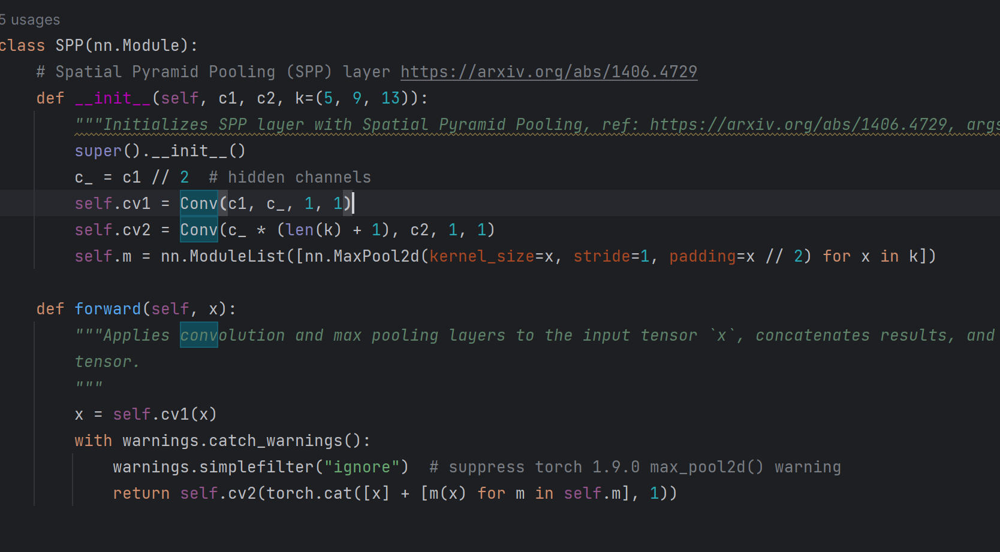 5 usages
class SPP(nn.Module):
# Spatial Pyramid Pooling (SPP) layer https://arxiv.org/abs/1406.4729
def __init__(self, c1, c2, k=(5, 9, 13)):
"""Initializes SPP layer with Spatial Pyramid Pooling, ref: https://arxiv.org/abs/1406.4729, args
super().__init__()
c_ = c1 // 2  # hidden channels
self.cv1 = Conv(c1, c_, 1, 1)
self.cv2 = Conv(c_ * (len(k) + 1), c2, 1, 1)
self.m = nn.ModuleList([nn.MaxPool2d(kernel_size=x, stride=1, padding=x // 2) for x in k])
def forward(self, x):
"""Applies convolution and max pooling layers to the input tensor `x`, concatenates results, and
tensor.
"""
x = self.cv1(x)
with warnings.catch_warnings():
warnings.simplefilter("ignore")  # suppress torch 1.9.0 max_pool2d() warning
return self.cv2(torch.cat([x] + [m(x) for m in self.m], 1))